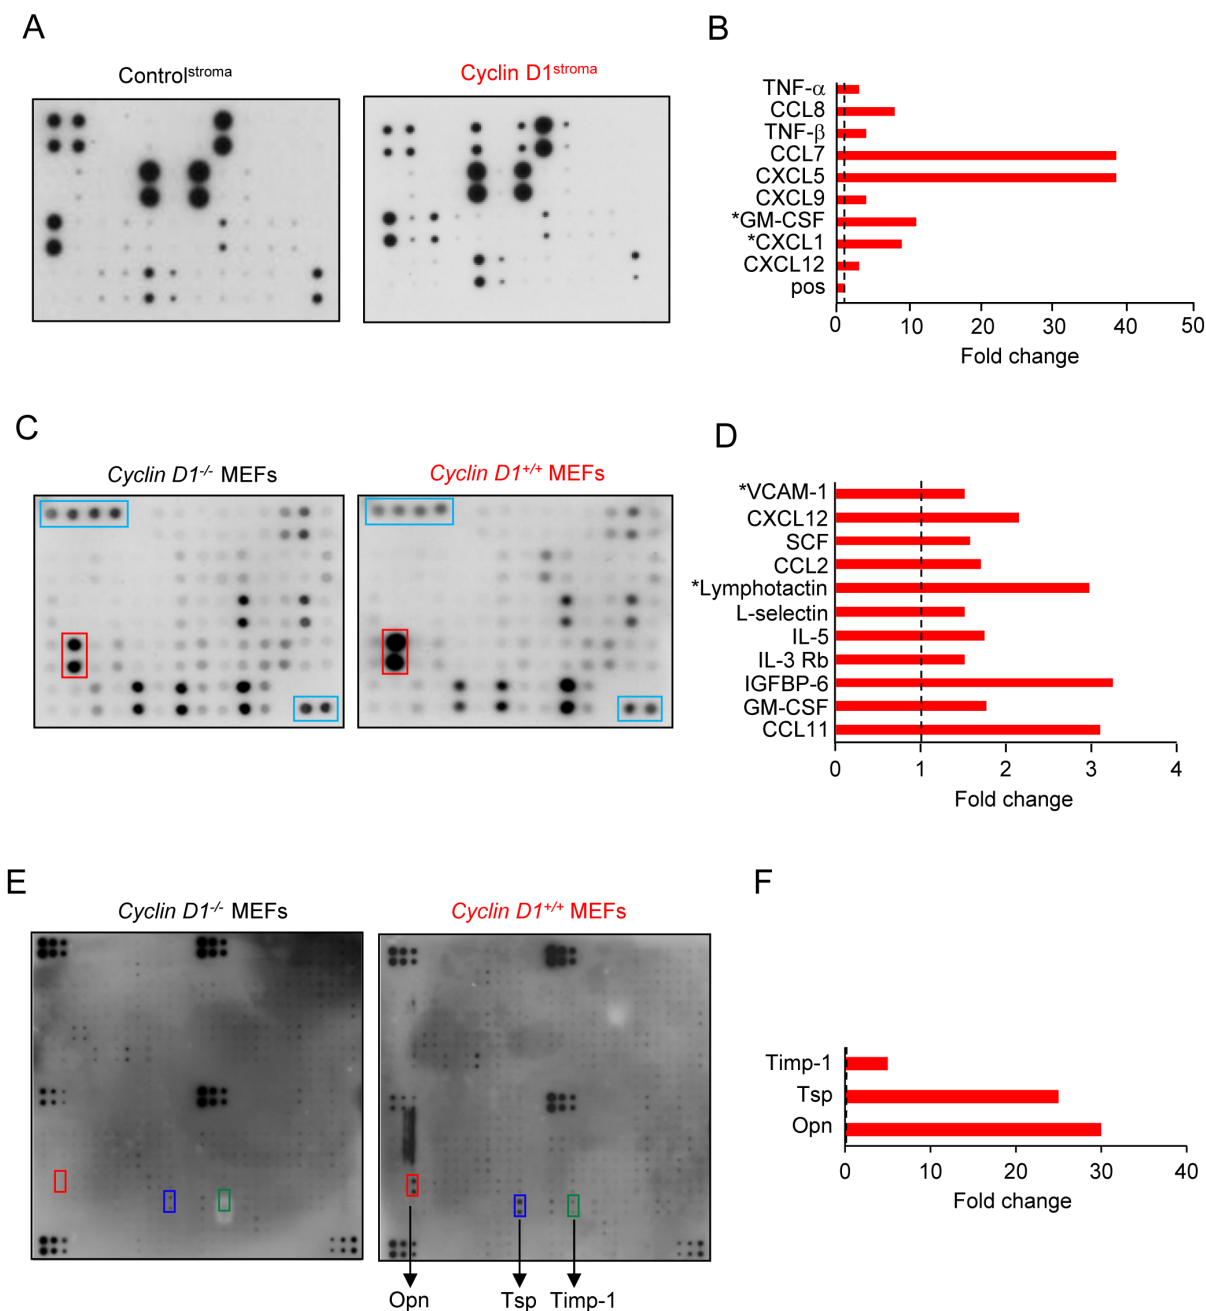 A
B
Control^stroma
Cyclin D1^stroma
TNF-α
CCL8
TNF-β
CCL7
CXCL5
CXCL9
*GM-CSF
*CXCL1
CXCL12
pos
0 10 20 30 40 50
Fold change
C
D
Cyclin D1^-/- MEFs
Cyclin D1^+/+ MEFs
*VCAM-1
CXCL12
SCF
CCL2
*Lymphotactin
L-selectin
IL-5
IL-3 Rb
IGFBP-6
GM-CSF
CCL11
0 1 2 3 4
Fold change
E
F
Cyclin D1^-/- MEFs
Cyclin D1^+/+ MEFs
Timp-1
Tsp
Opn
0 10 20 30 40
Fold change
Opn Tsp Timp-1